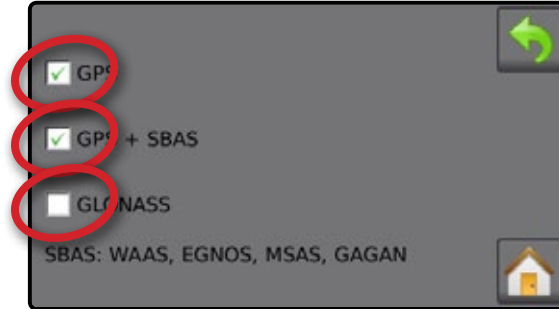 GPS
GPS + SBAS
GLONASS
SBAS: WAAS, EGNOS, MSAS, GAGAN